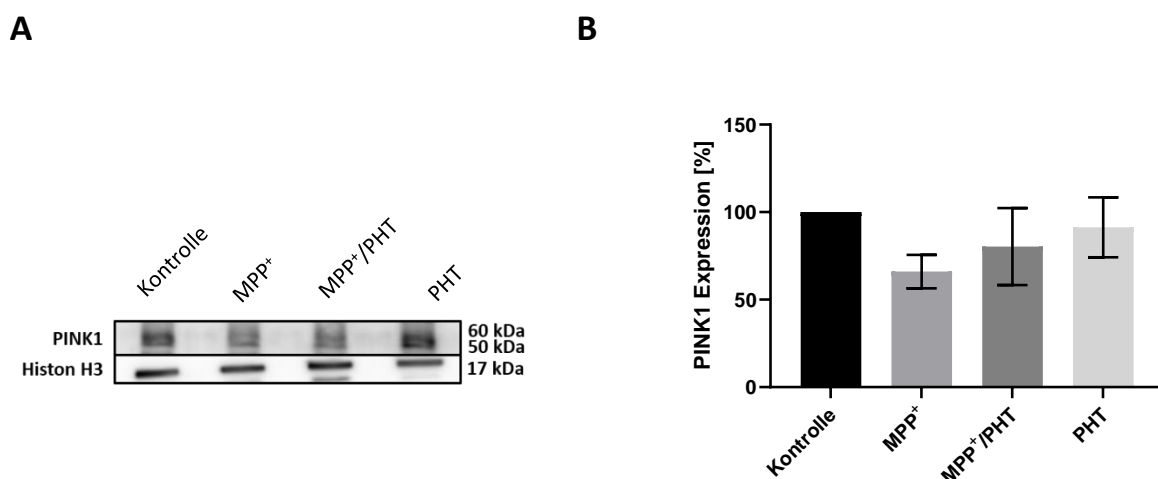 A
B
Kontrolle
MPP⁺
MPP⁺/PHT
PHT
PINK1
60 kDa
50 kDa
Histon H3
17 kDa
PINK1 Expression [%]
150
100
50
0
Kontrolle
MPP⁺
MPP⁺/PHT
PHT